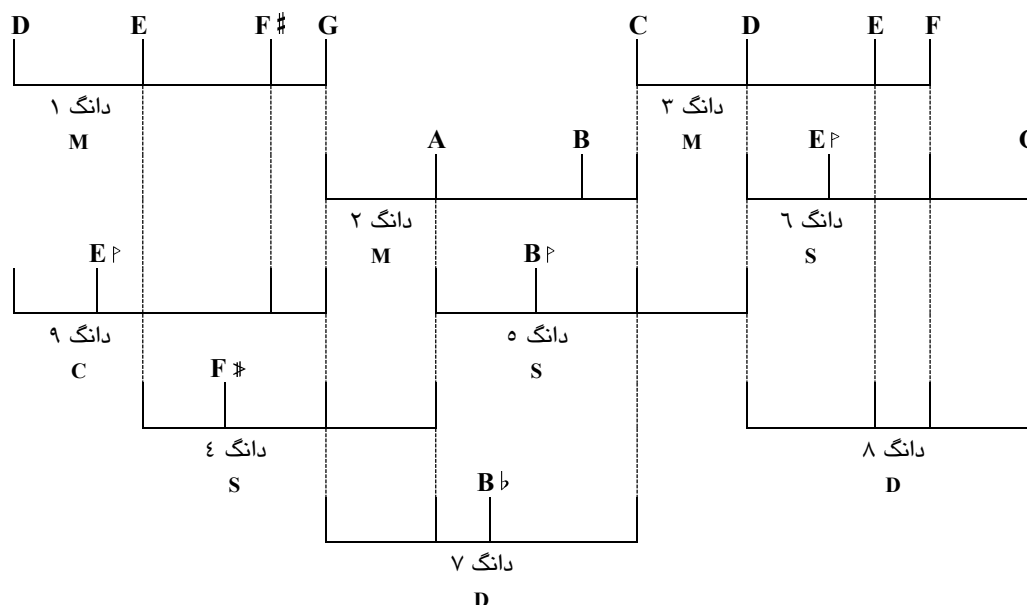 D E F♯ G C D E F
دانگ ۱
M
دانگ ۳
M
A B E𝇪
دانگ ۲
M
دانگ ٦
S
E𝇪 B𝇪
دانگ ۹
C
دانگ ٥
S
F𝇩
دانگ ٤
S
دانگ ۸
D
B♭
دانگ ۷
D